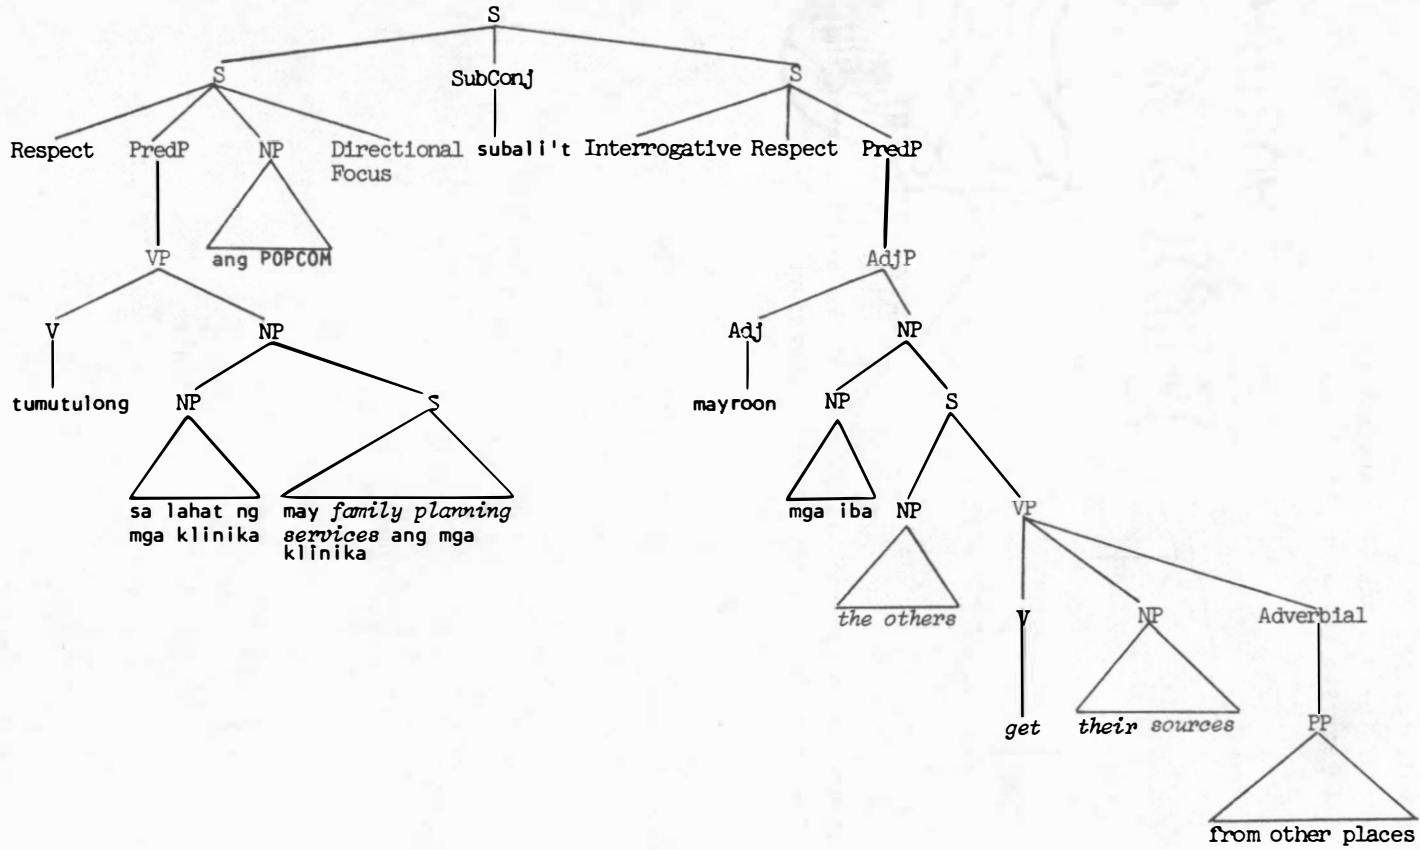 S
S SubConj S
Respect PredP NP Directional Focus subali't Interrogative Respect PredP
VP ang POPCOM AdjP
V NP Adj NP
tumutulong NP S mayroon NP S
sa lahat ng
mga klinika
may family planning
services ang mga
klinika
mga iba NP VP
the others V NP Adverbial
get their sources PP
from other places